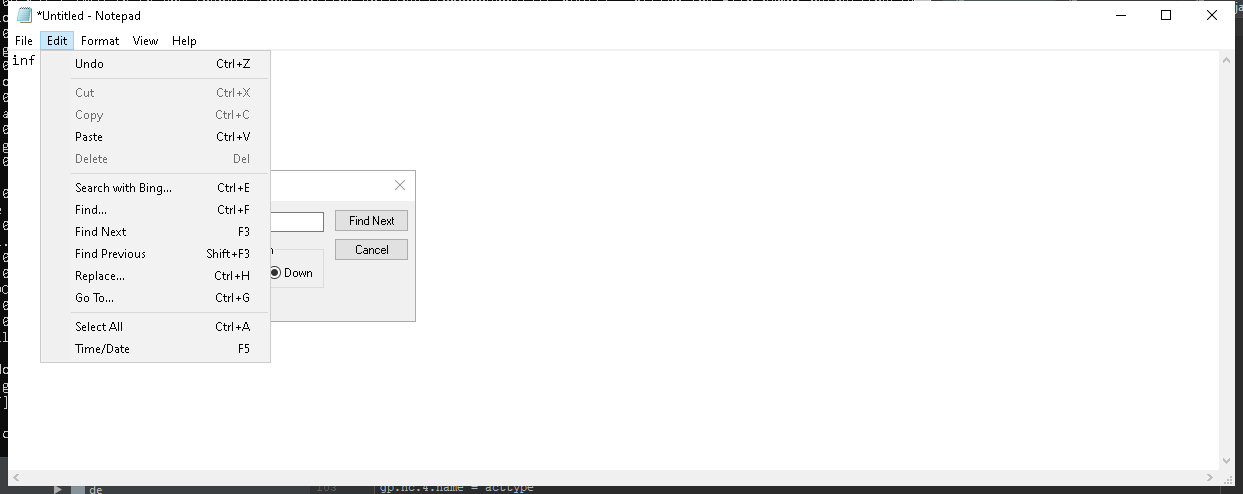 *Untitled - Notepad
File Edit Format View Help
inf
Undo Ctrl+Z
Cut Ctrl+X
Copy Ctrl+C
Paste Ctrl+V
Delete Del
Search with Bing... Ctrl+E
Find... Ctrl+F
Find Next F3
Find Previous Shift+F3
Replace... Ctrl+H
Go To... Ctrl+G
Select All Ctrl+A
Time/Date F5
Find Next
Cancel
Down
de
gp.nc.4.name = acttype